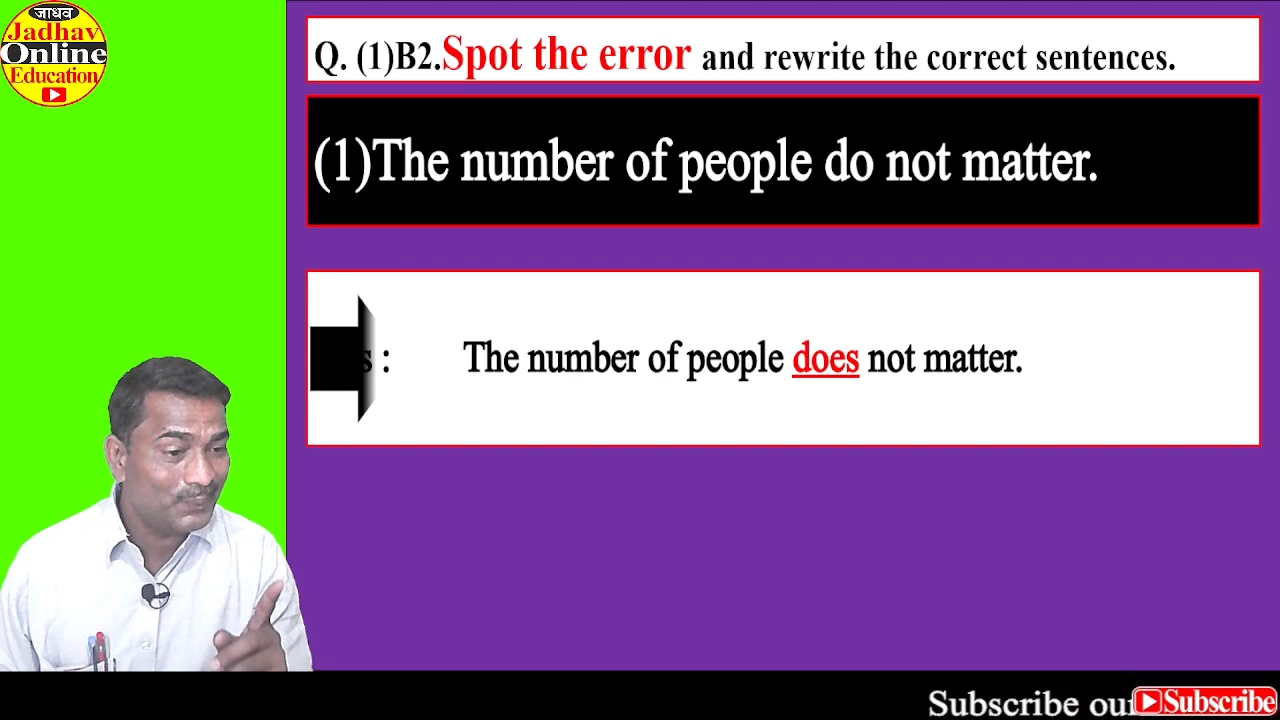 जाधव
Jadhav
Online
Education
Q. (1)B2.Spot the error and rewrite the correct sentences.
(1)The number of people do not matter.
s : The number of people does not matter.
Subscribe our
Subscribe